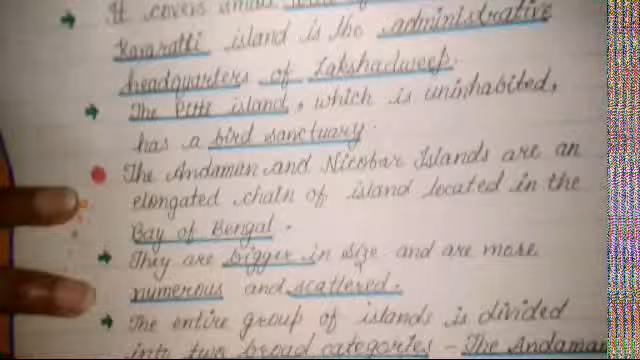 It covers small
Kavaratti island is the administrative
headquarters of Lakshadweep.
The Pitti island, which is uninhabited,
has a bird sanctuary.
The Andaman and Nicobar Islands are an
elongated chain of island located in the
Bay of Bengal.
They are bigger in size and are more
numerous and scattered.
The entire group of islands is divided
into two broad categories - The Andaman